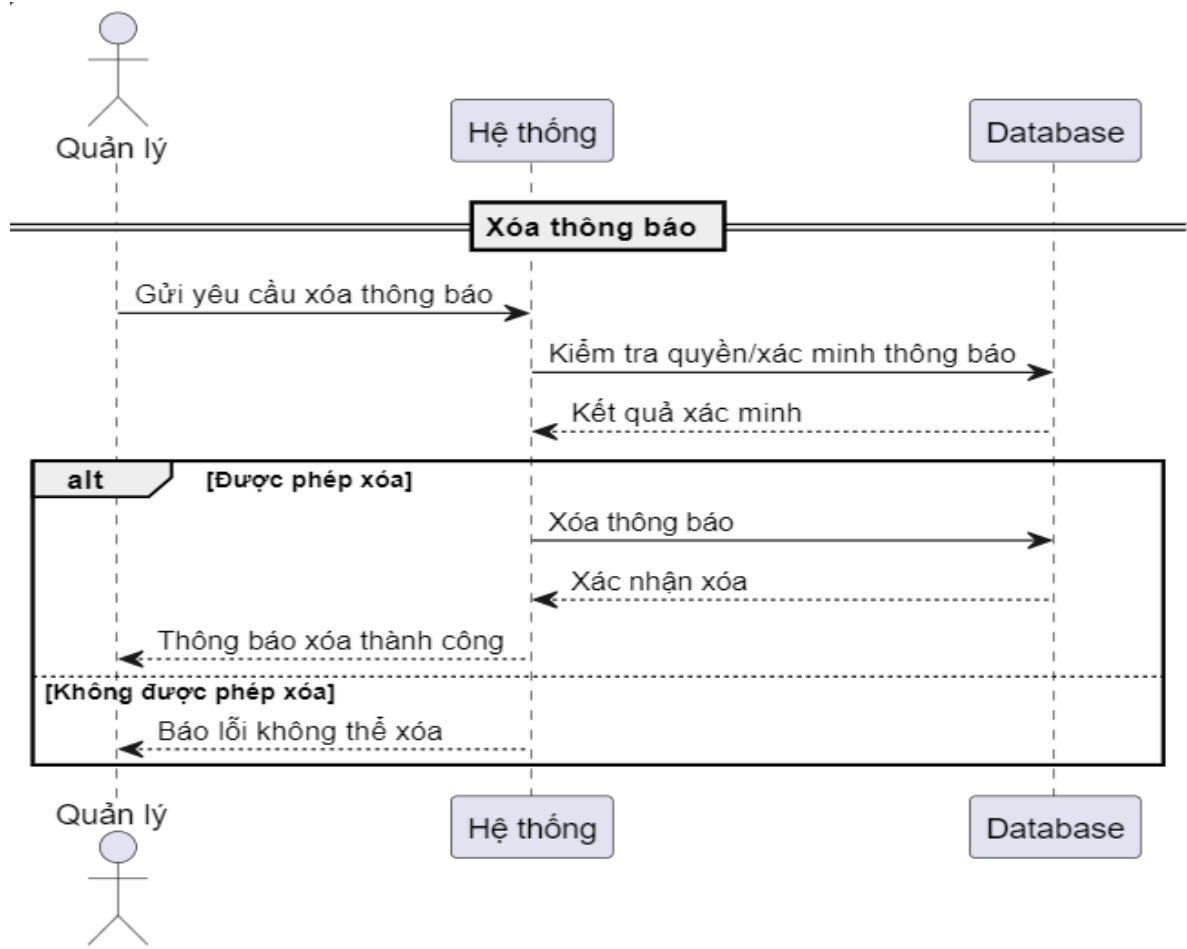 Quản lý
Hệ thống
Database
Xóa thông báo
Gửi yêu cầu xóa thông báo
Kiểm tra quyền/xác minh thông báo
Kết quả xác minh
alt [Được phép xóa]
Xóa thông báo
Xác nhận xóa
Thông báo xóa thành công
[Không được phép xóa]
Báo lỗi không thể xóa
Quản lý
Hệ thống
Database